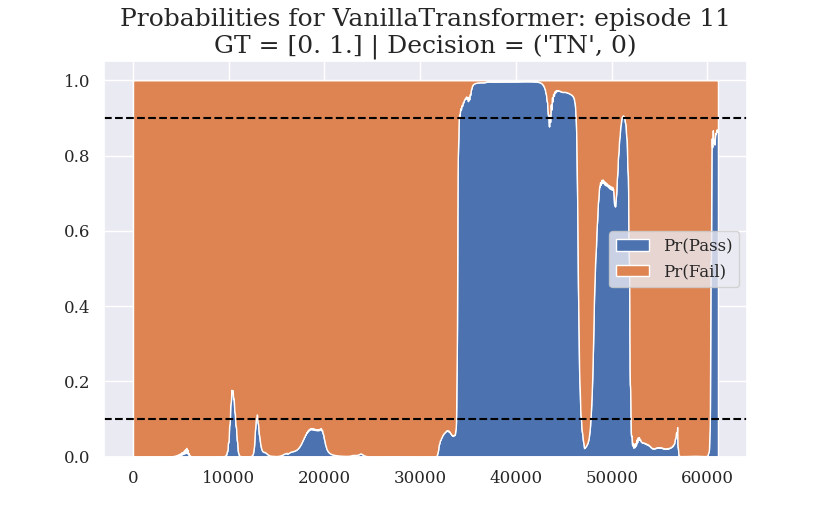 Probabilities for VanillaTransformer: episode 11
GT = [0. 1.] | Decision = ('TN', 0)
1.0
0.8
0.6
0.4
0.2
0.0
Pr(Pass)
Pr(Fail)
0 10000 20000 30000 40000 50000 60000